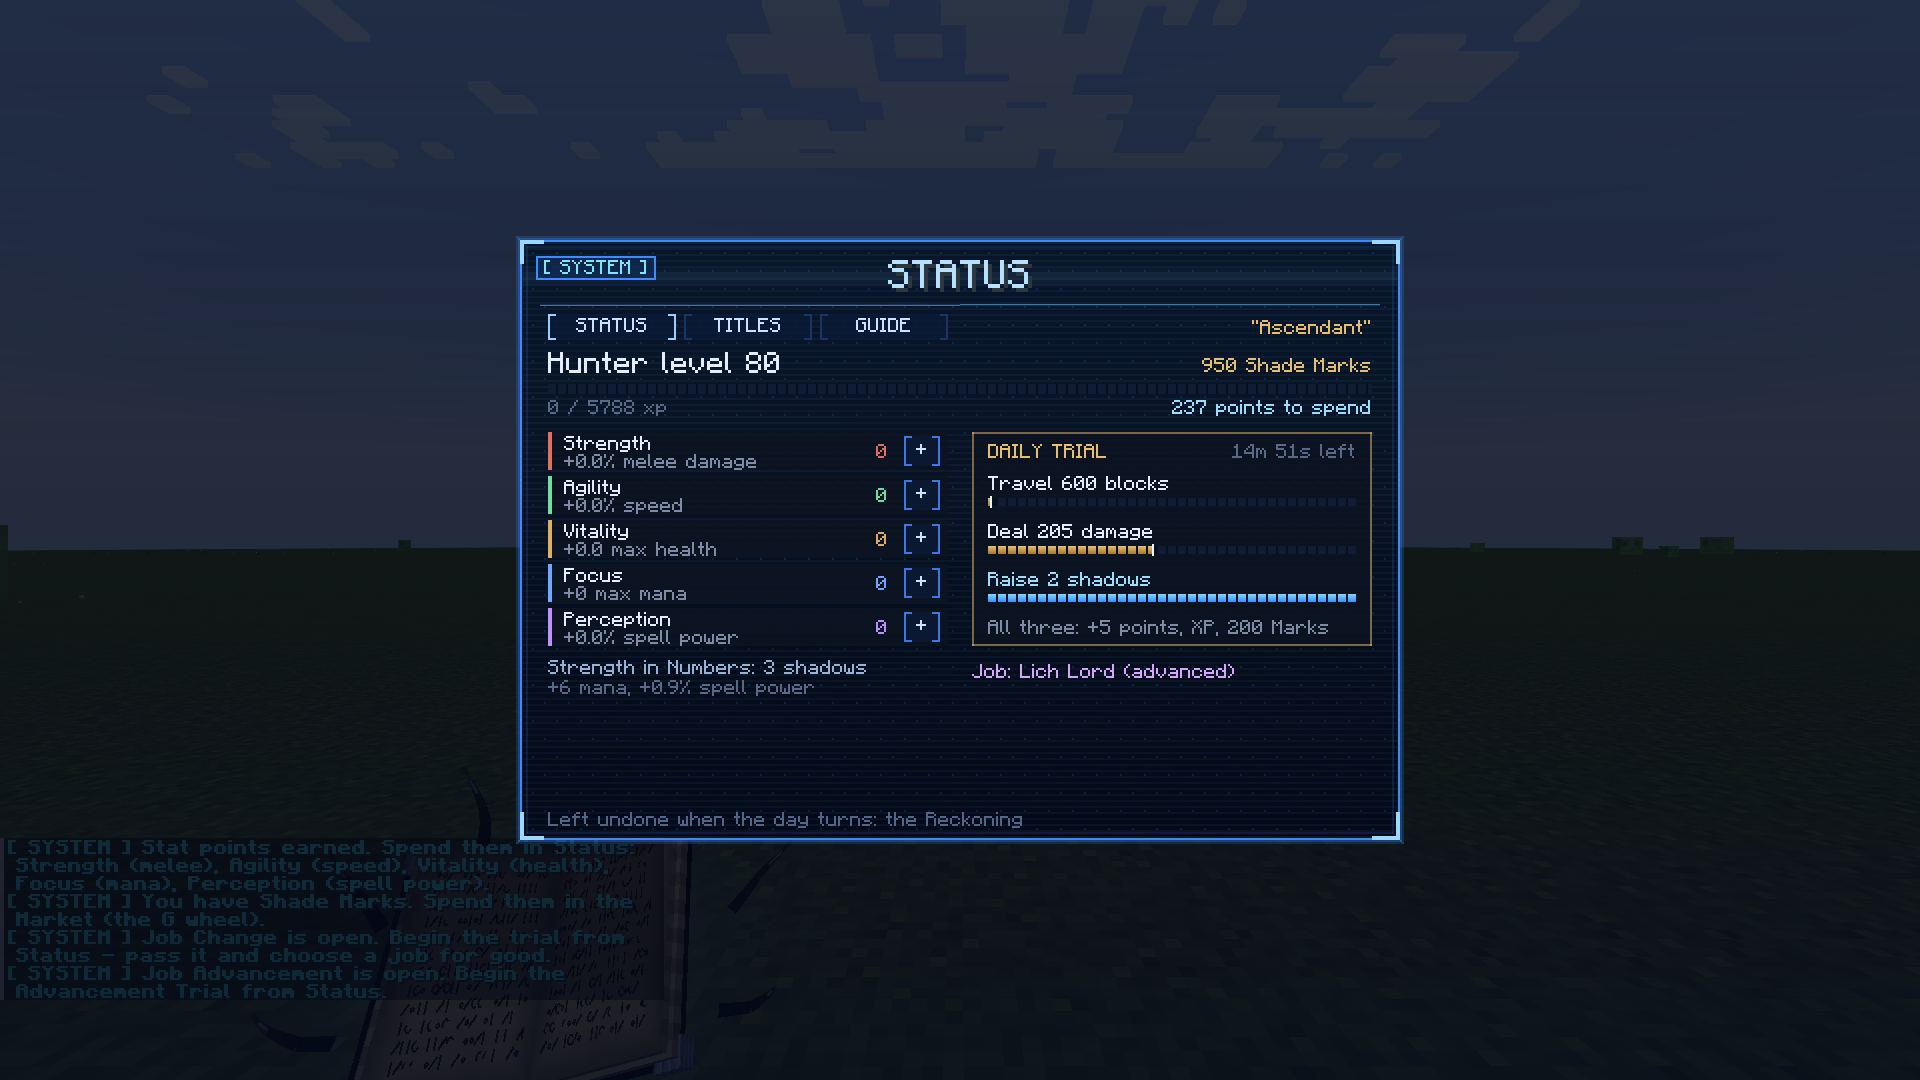 [ SYSTEM ]
STATUS
[ STATUS ] [ TITLES ] [ GUIDE ]
"Ascendant"
Hunter level 80
950 Shade Marks
0 / 5788 xp
237 points to spend
Strength
+0.0% melee damage
0 [+]
Agility
+0.0% speed
0 [+]
Vitality
+0.0 max health
0 [+]
Focus
+0 max mana
0 [+]
Perception
+0.0% spell power
0 [+]
Strength in Numbers: 3 shadows
+6 mana, +0.9% spell power
DAILY TRIAL
14m 51s left
Travel 600 blocks
Deal 205 damage
Raise 2 shadows
All three: +5 points, XP, 200 Marks
Job: Lich Lord (advanced)
Left undone when the day turns: the Reckoning
[ SYSTEM ] Stat points earned. Spend them in Status:
Strength (melee), Agility (speed), Vitality (health),
Focus (mana), Perception (spell power).
[ SYSTEM ] You have Shade Marks. Spend them in the
Market (the G wheel).
[ SYSTEM ] Job Change is open. Begin the trial from
Status - pass it and choose a job for good.
[ SYSTEM ] Job Advancement is open. Begin the
Advancement Trial from Status.